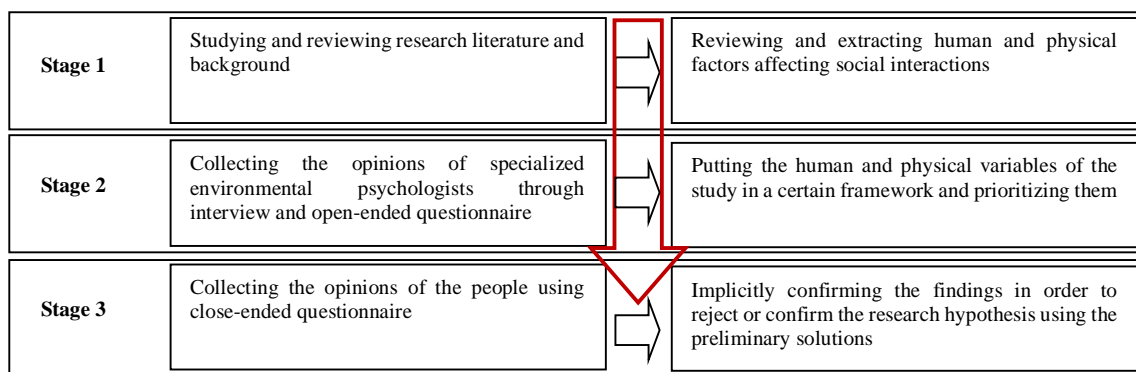 Stage 1
Studying and reviewing research literature and
background
Reviewing and extracting human and physical
factors affecting social interactions
Stage 2
Collecting the opinions of specialized
environmental psychologists through
interview and open-ended questionnaire
Putting the human and physical variables of the
study in a certain framework and prioritizing them
Stage 3
Collecting the opinions of the people using
close-ended questionnaire
Implicitly confirming the findings in order to
reject or confirm the research hypothesis using the
preliminary solutions